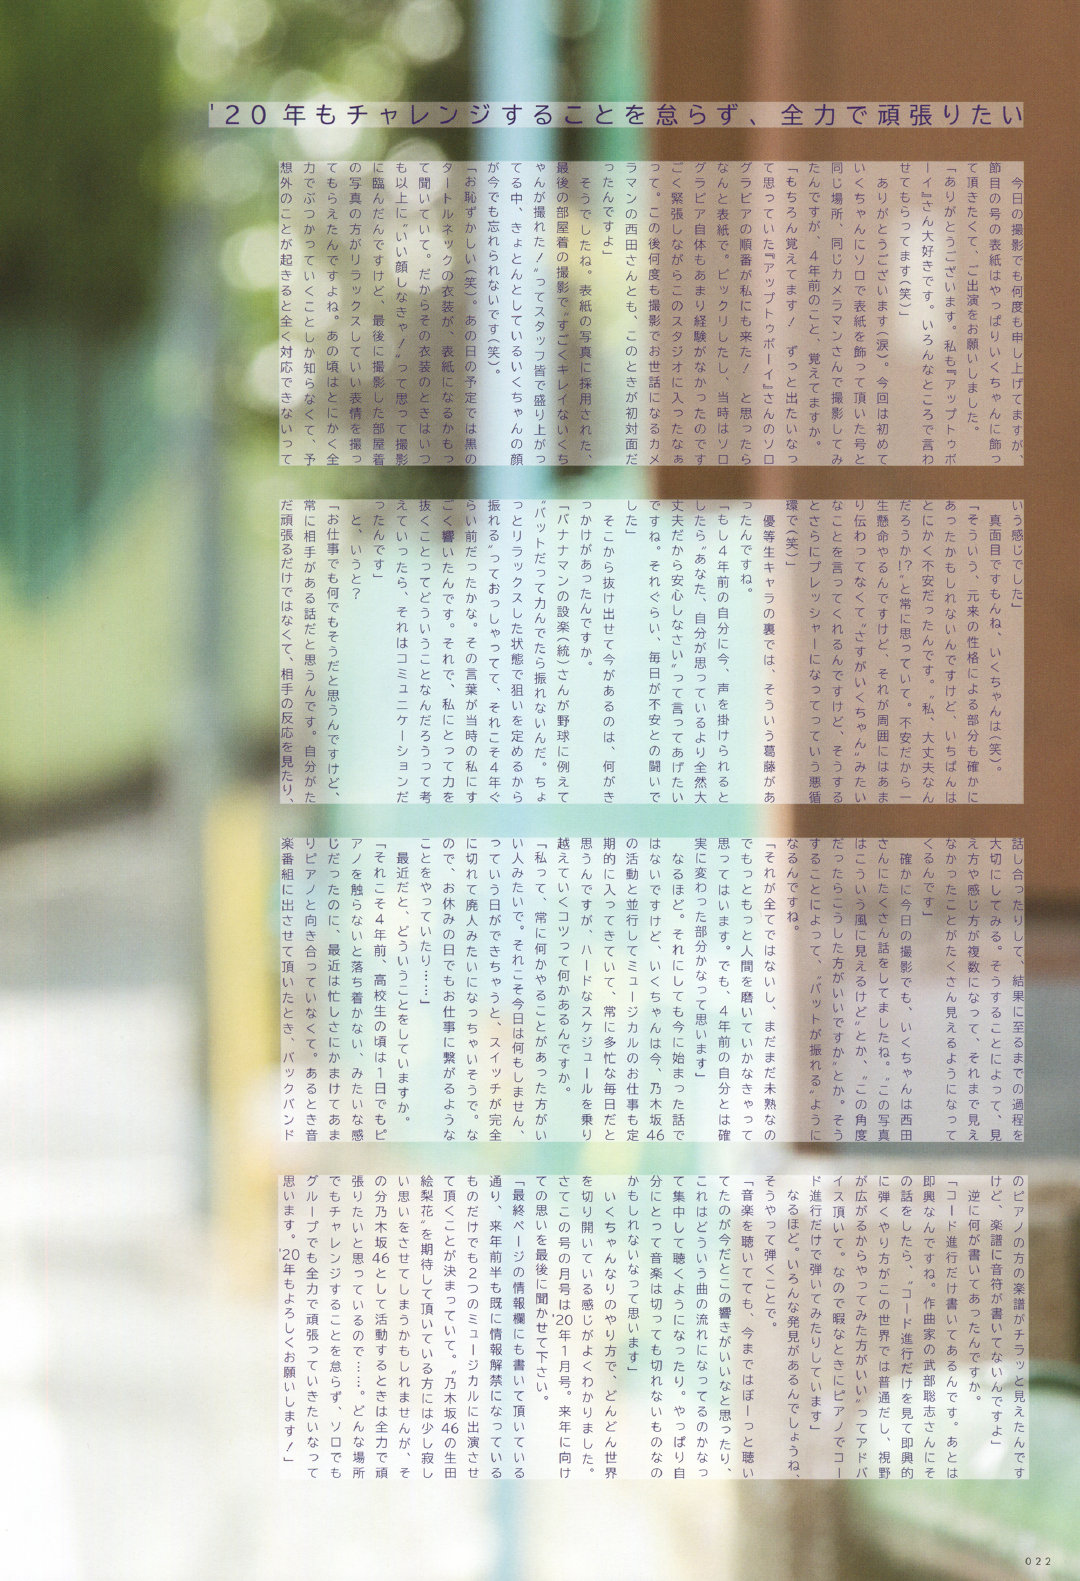 '20年もチャレンジすることを怠らず、全力で頑張りたい
今日の撮影でも何度も申し上げてますが、
節目の号の表紙はやっぱりいくちゃんに飾っ
て頂きたくて、ご出演をお願いしました。
「ありがとうございます。私も『アップトゥボ
ーイ』さん大好きです。いろんなところで言わ
せてもらってます(笑)」
ありがとうございます(涙)。今回は初めて
いくちゃんにソロで表紙を飾って頂いた号と
同じ場所、同じカメラマンさんで撮影してみ
たんですが、4年前のこと、覚えてますか。
「もちろん覚えてます! ずっと出たいなっ
て思っていた『アップトゥボーイ』さんのソロ
グラビアの順番が私にも来た! と思ったら
なんと表紙で。ビックリしたし、当時はソロ
グラビア自体もあまり経験がなかったのです
ごく緊張しながらこのスタジオに入ったなぁ
って。この後何度も撮影でお世話になるカメ
ラマンの西田さんとも、このときが初対面だ
ったんですよ」
そうでしたね。表紙の写真に採用された、
最後の部屋着の撮影で“すごくキレイないくち
ゃんが撮れた!”ってスタッフ皆で盛り上がっ
てる中、きょとんとしているいくちゃんの顔
が今でも忘れられないです(笑)。
「お恥ずかしい(笑)。あの日の予定では黒の
タートルネックの衣装が、表紙になるかもっ
て聞いていて。だからその衣装のときはいつ
も以上に“いい顔しなきゃ!”って思って撮影
に臨んだんですけど、最後に撮影した部屋着
の写真の方がリラックスしていい表情を撮っ
てもらえたんですよね。あの頃はとにかく全
力でぶつかっていくことしか知らなくて、予
想外のことが起きると全く対応できないって
いう感じでした」
真面目ですもんね、いくちゃんは(笑)。
「そういう、元来の性格による部分も確かに
あったかもしれないんですけど、いちばんは
とにかく不安だったんです。“私、大丈夫なん
だろうか!?”と常に思っていて。不安だから一
生懸命やるんですけど、それが周囲にはあま
り伝わってなくて“さすがいくちゃん”みたい
なことを言ってくれるんですけど、そうする
とさらにプレッシャーになってっていう悪循
環で(笑)」
優等生キャラの裏では、そういう葛藤があ
ったんですね。
「もし4年前の自分に今、声を掛けられると
したら“あなた、自分が思っているより全然大
丈夫だから安心しなさい”って言ってあげたい
ですね。それぐらい、毎日が不安との闘いで
した」
そこから抜け出せて今があるのは、何がき
っかけがあったんですか。
「バナナマンの設楽(統)さんが野球に例えて
“バットだって力んでたら振れないんだ。ちょ
っとリラックスした状態で狙いを定めるから
振れる”っておっしゃってて、それこそ4年ぐ
らい前だったかな。その言葉が当時の私にす
ごく響いたんです。それで、私にとって力を
抜くことってどういうことなんだろうって考
えていったら、それはコミュニケーションだ
ったんです」
と、いうと?
「お仕事でも何でもそうだと思うんですけど、
常に相手がある話だと思うんです。自分がた
だ頑張るだけではなくて、相手の反応を見たり、
話し合ったりして、結果に至るまでの過程を
大切にしてみる。そうすることによって、見
え方や感じ方が複数になって、それまで見え
なかったことがたくさん見えるようになって
くるんです」
確かに今日の撮影でも、いくちゃんは西田
さんにたくさん話をしてましたね。“この写真
はこういう風に見えるけど”とか、“この角度
だったらこうした方がいいですか”とか。そう
することによって、“バットが振れる”ように
なるんですね。
「それが全てではないし、まだまだ未熟なの
でもっともっと人間を磨いていかなきゃって
思ってはいます。でも、4年前の自分とは確
実に変わった部分かなって思います」
なるほど。それにしても今に始まった話で
はないですけど、いくちゃんは今、乃木坂46
の活動と並行してミュージカルのお仕事も定
期的に入ってきていて、常に多忙な毎日だと
思うんですが、ハードなスケジュールを乗り
越えていくコツって何かあるんですか。
「私って、常に何かやることがあった方がい
い人みたいで。それこそ今日は何もしません、
っていう日ができちゃうと、スイッチが完全
に切れて廃人みたいになっちゃいそうで。な
ので、お休みの日でもお仕事に繋がるような
ことをやっていたり……」
最近だと、どういうことをしていますか。
「それこそ4年前、高校生の頃は1日でもピ
アノを触らないと落ち着かない、みたいな感
じだったのに、最近は忙しさにかまけてあま
りピアノと向き合っていなくて。あるとき音
楽番組に出させて頂いたとき、バックバンド
のピアノの方の楽譜がチラッと見えたんです
けど、楽譜に音符が書いてないんですよ」
逆に何が書いてあったんですか。
「コード進行だけ書いてあるんです。あとは
即興なんですね。作曲家の武部聡志さんにそ
の話をしたら、“コード進行だけを見て即興的
に弾くやり方がこの世界では普通だし、視野
が広がるからやってみた方がいい”ってアドバ
イス頂いて。なので暇なときにピアノでコー
ド進行だけで弾いてみたりしています」
なるほど。いろんな発見があるんでしょうね、
そうやって弾くことで。
「音楽を聴いてても、今まではぼーっと聴い
てたのが今だとこの響きがいいなと思ったり、
これはどういう曲の流れになってるのかなっ
て集中して聴くようになったり。やっぱり自
分にとって音楽は切っても切れないものなの
かもしれないなって思います」
いくちゃんなりのやり方で、どんどん世界
を切り開いている感じがよくわかりました。
さてこの号の月号は'20年1月号。来年に向け
ての思いを最後に聞かせて下さい。
「最終ページの情報欄にも書いて頂いている
通り、来年前半も既に情報解禁になっている
ものだけでも2つのミュージカルに出演させ
て頂くことが決まっていて。“乃木坂46の生田
絵梨花”を期待して頂いている方には少し寂し
い思いをさせてしまうかもしれませんが、そ
の分乃木坂46として活動するときは全力で頑
張りたいと思っているので……。どんな場所
でもチャレンジすることを怠らず、ソロでも
グループでも全力で頑張っていきたいなって
思います。'20年もよろしくお願いします!」
022